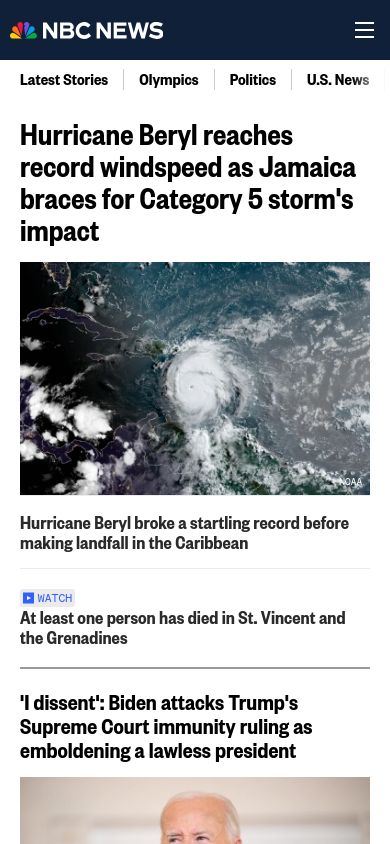 NBC NEWS
Latest Stories
Olympics
Politics
U.S. News
Hurricane Beryl reaches
record windspeed as Jamaica
braces for Category 5 storm's
impact
NOAA
Hurricane Beryl broke a startling record before
making landfall in the Caribbean
WATCH
At least one person has died in St. Vincent and
the Grenadines
'I dissent': Biden attacks Trump's
Supreme Court immunity ruling as
emboldening a lawless president